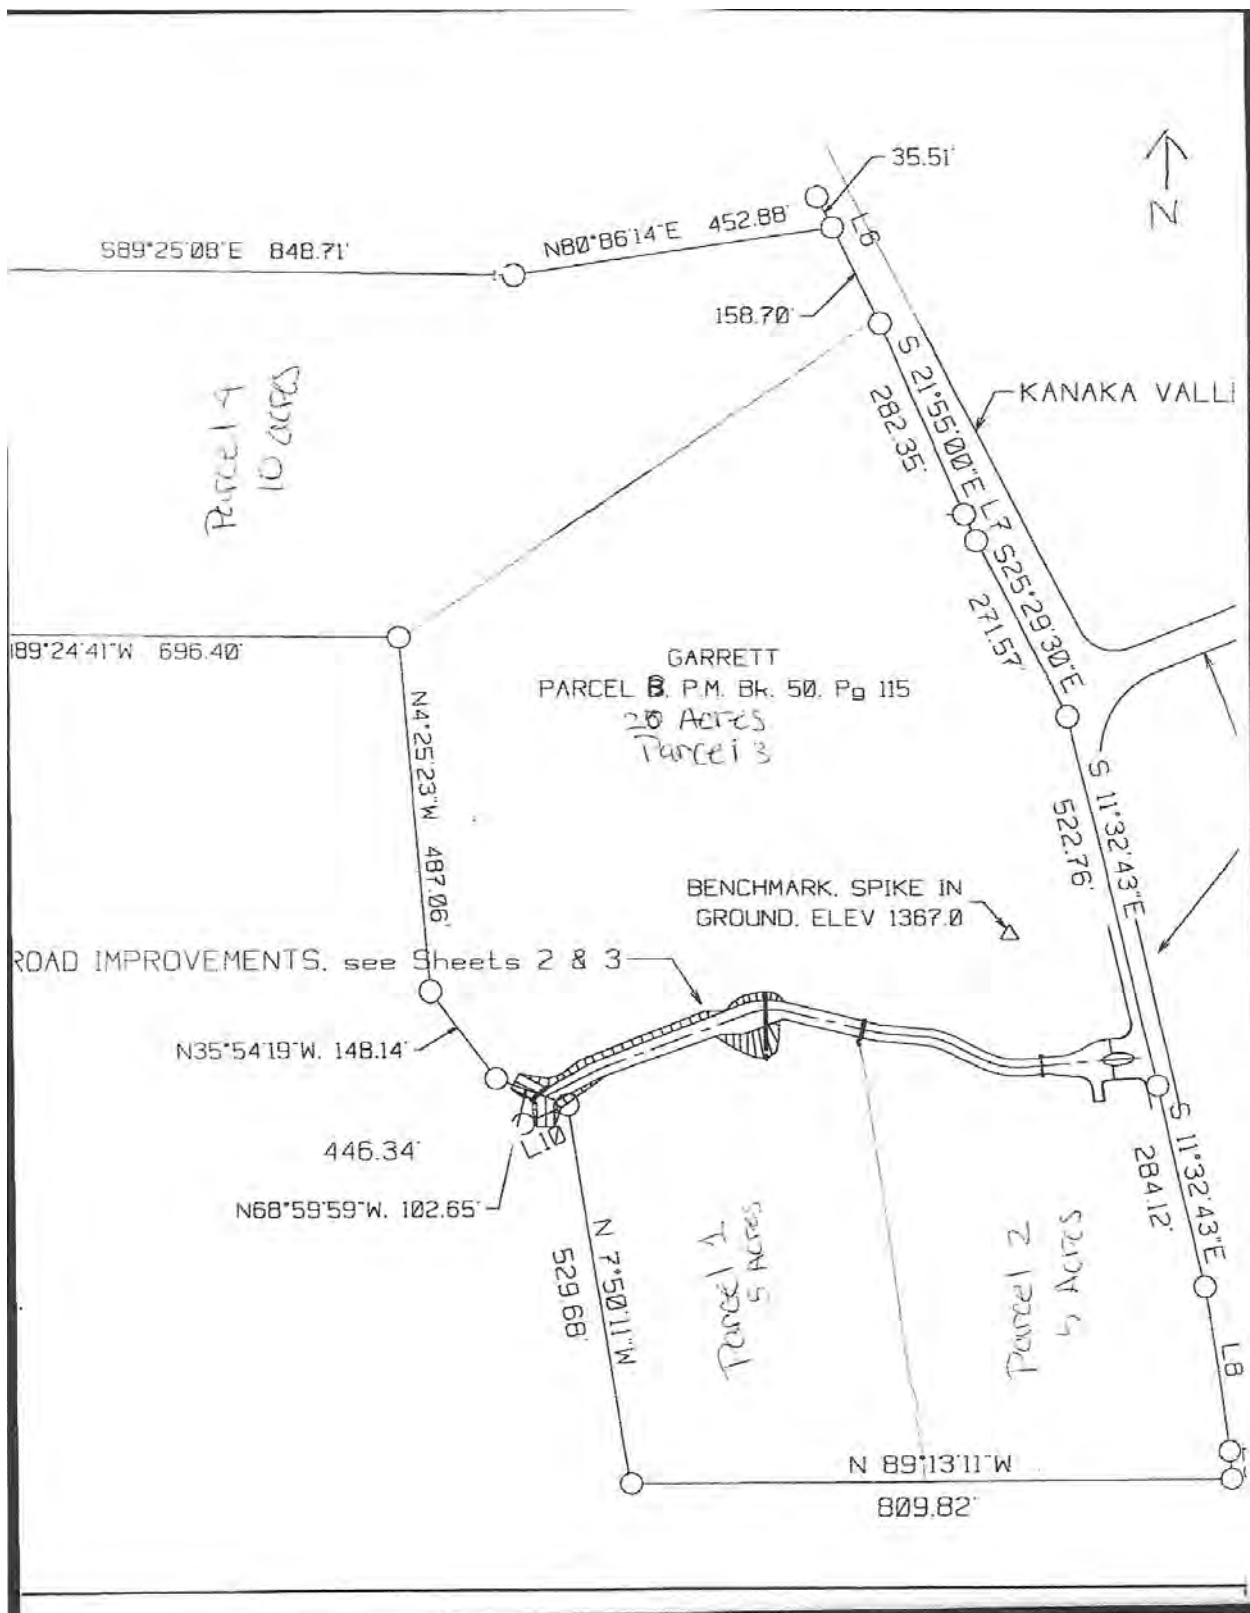 35.51'
N
L6
S89°25'08"E 848.71'
N80°86'14"E 452.88'
158.70'
S 21°55'00"E
282.35'
KANAKA VALL
Parcel 4
10 acres
L7
S25°29'30"E
271.57'
189°24'41"W 696.40'
GARRETT
PARCEL B, P.M. Bk. 50, Pg 115
20 Acres
Parcel 3
N4°25'23"W 487.06'
S 11°32'43"E
522.76'
BENCHMARK, SPIKE IN
GROUND, ELEV 1367.0
ROAD IMPROVEMENTS, see Sheets 2 & 3
N35°54'19"W, 148.14'
L10
446.34'
N68°59'59"W, 102.65'
S 11°32'43"E
284.12'
N 7°50'11"W
529.68'
Parcel 1
5 Acres
Parcel 2
5 Acres
L8
N 89°13'11"W
809.82'